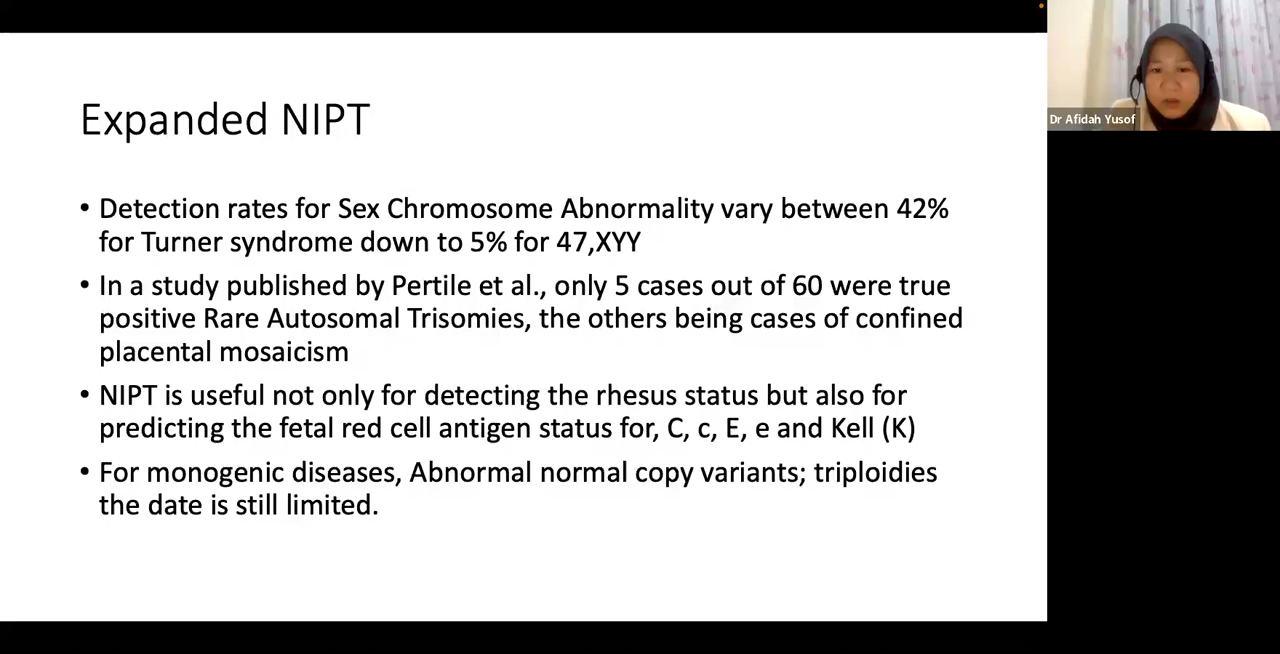 Expanded NIPT
• Detection rates for Sex Chromosome Abnormality vary between 42%
for Turner syndrome down to 5% for 47,XYY
• In a study published by Pertile et al., only 5 cases out of 60 were true
positive Rare Autosomal Trisomies, the others being cases of confined
placental mosaicism
• NIPT is useful not only for detecting the rhesus status but also for
predicting the fetal red cell antigen status for, C, c, E, e and Kell (K)
• For monogenic diseases, Abnormal normal copy variants; triploidies
the date is still limited.
Dr Afidah Yusof